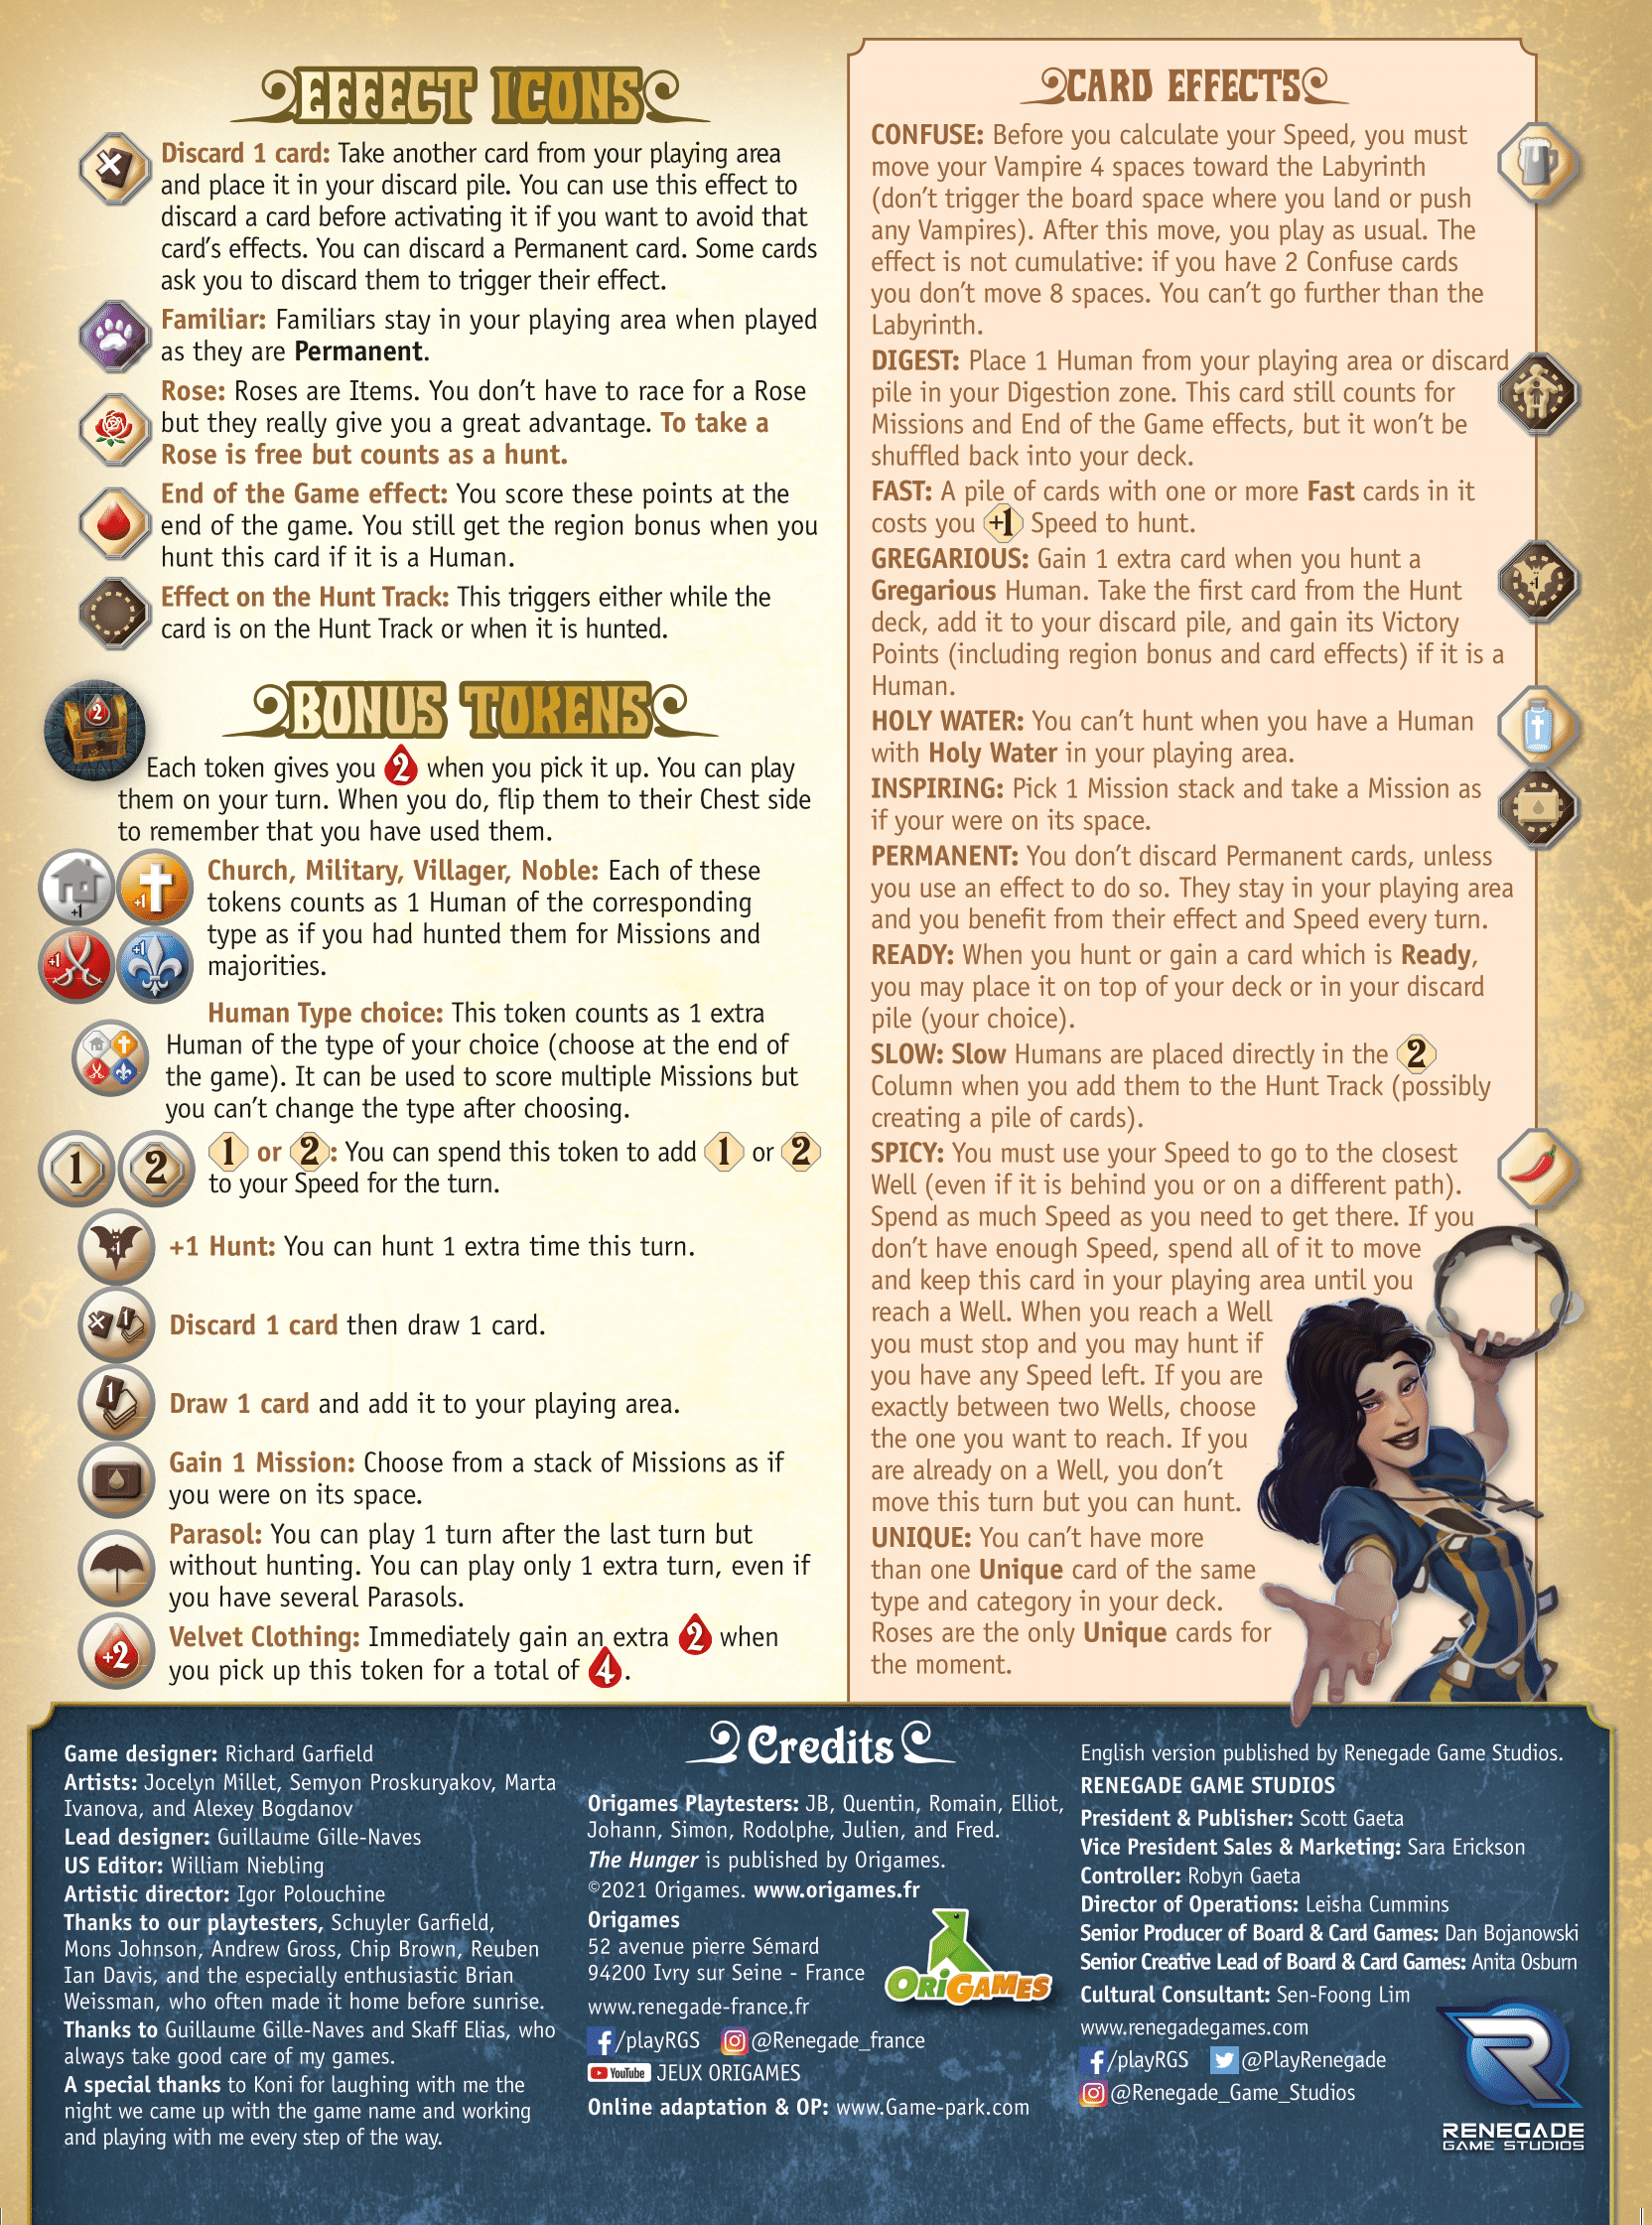 EFFECT ICONS
Discard 1 card: Take another card from your playing area
and place it in your discard pile. You can use this effect to
discard a card before activating it if you want to avoid that
card's effects. You can discard a Permanent card. Some cards
ask you to discard them to trigger their effect.
Familiar: Familiars stay in your playing area when played
as they are Permanent.
Rose: Roses are Items. You don't have to race for a Rose
but they really give you a great advantage. To take a
Rose is free but counts as a hunt.
End of the Game effect: You score these points at the
end of the game. You still get the region bonus when you
hunt this card if it is a Human.
Effect on the Hunt Track: This triggers either while the
card is on the Hunt Track or when it is hunted.
2
BONUS TOKENS
Each token gives you 2 when you pick it up. You can play
them on your turn. When you do, flip them to their Chest side
to remember that you have used them.
+1 +1
+1 +1
Church, Military, Villager, Noble: Each of these
tokens counts as 1 Human of the corresponding
type as if you had hunted them for Missions and
majorities.
Human Type choice: This token counts as 1 extra
Human of the type of your choice (choose at the end of
the game). It can be used to score multiple Missions but
you can't change the type after choosing.
1 2 1 or 2: You can spend this token to add 1 or 2
to your Speed for the turn.
+1 +1 Hunt: You can hunt 1 extra time this turn.
1 Discard 1 card then draw 1 card.
1 Draw 1 card and add it to your playing area.
Gain 1 Mission: Choose from a stack of Missions as if
you were on its space.
Parasol: You can play 1 turn after the last turn but
without hunting. You can play only 1 extra turn, even if
you have several Parasols.
+2 Velvet Clothing: Immediately gain an extra 2 when
you pick up this token for a total of 4.
CARD EFFECTS
CONFUSE: Before you calculate your Speed, you must
move your Vampire 4 spaces toward the Labyrinth
(don't trigger the board space where you land or push
any Vampires). After this move, you play as usual. The
effect is not cumulative: if you have 2 Confuse cards
you don't move 8 spaces. You can't go further than the
Labyrinth.
DIGEST: Place 1 Human from your playing area or discard
pile in your Digestion zone. This card still counts for
Missions and End of the Game effects, but it won't be
shuffled back into your deck.
FAST: A pile of cards with one or more Fast cards in it
costs you +1 Speed to hunt.
GREGARIOUS: Gain 1 extra card when you hunt a
Gregarious Human. Take the first card from the Hunt
deck, add it to your discard pile, and gain its Victory
Points (including region bonus and card effects) if it is a
Human.
+1
HOLY WATER: You can't hunt when you have a Human
with Holy Water in your playing area.
INSPIRING: Pick 1 Mission stack and take a Mission as
if your were on its space.
PERMANENT: You don't discard Permanent cards, unless
you use an effect to do so. They stay in your playing area
and you benefit from their effect and Speed every turn.
READY: When you hunt or gain a card which is Ready,
you may place it on top of your deck or in your discard
pile (your choice).
SLOW: Slow Humans are placed directly in the 2
Column when you add them to the Hunt Track (possibly
creating a pile of cards).
SPICY: You must use your Speed to go to the closest
Well (even if it is behind you or on a different path).
Spend as much Speed as you need to get there. If you
don't have enough Speed, spend all of it to move
and keep this card in your playing area until you
reach a Well. When you reach a Well
you must stop and you may hunt if
you have any Speed left. If you are
exactly between two Wells, choose
the one you want to reach. If you
are already on a Well, you don't
move this turn but you can hunt.
UNIQUE: You can't have more
than one Unique card of the same
type and category in your deck.
Roses are the only Unique cards for
the moment.
Credits
Game designer: Richard Garfield
Artists: Jocelyn Millet, Semyon Proskuryakov, Marta
Ivanova, and Alexey Bogdanov
Lead designer: Guillaume Gille-Naves
US Editor: William Niebling
Artistic director: Igor Polouchine
Thanks to our playtesters, Schuyler Garfield,
Mons Johnson, Andrew Gross, Chip Brown, Reuben
Ian Davis, and the especially enthusiastic Brian
Weissman, who often made it home before sunrise.
Thanks to Guillaume Gille-Naves and Skaff Elias, who
always take good care of my games.
A special thanks to Koni for laughing with me the
night we came up with the game name and working
and playing with me every step of the way.
Origames Playtesters: JB, Quentin, Romain, Elliot,
Johann, Simon, Rodolphe, Julien, and Fred.
The Hunger is published by Origames.
©2021 Origames. www.origames.fr
Origames
52 avenue pierre Sémard
94200 Ivry sur Seine - France
ORIGAMES
www.renegade-france.fr
/playRGS @Renegade_france
YouTube JEUX ORIGAMES
Online adaptation & OP: www.Game-park.com
English version published by Renegade Game Studios.
RENEGADE GAME STUDIOS
President & Publisher: Scott Gaeta
Vice President Sales & Marketing: Sara Erickson
Controller: Robyn Gaeta
Director of Operations: Leisha Cummins
Senior Producer of Board & Card Games: Dan Bojanowski
Senior Creative Lead of Board & Card Games: Anita Osburn
Cultural Consultant: Sen-Foong Lim
www.renegadegames.com
/playRGS @PlayRenegade
@Renegade_Game_Studios
R
RENEGADE
GAME STUDIOS